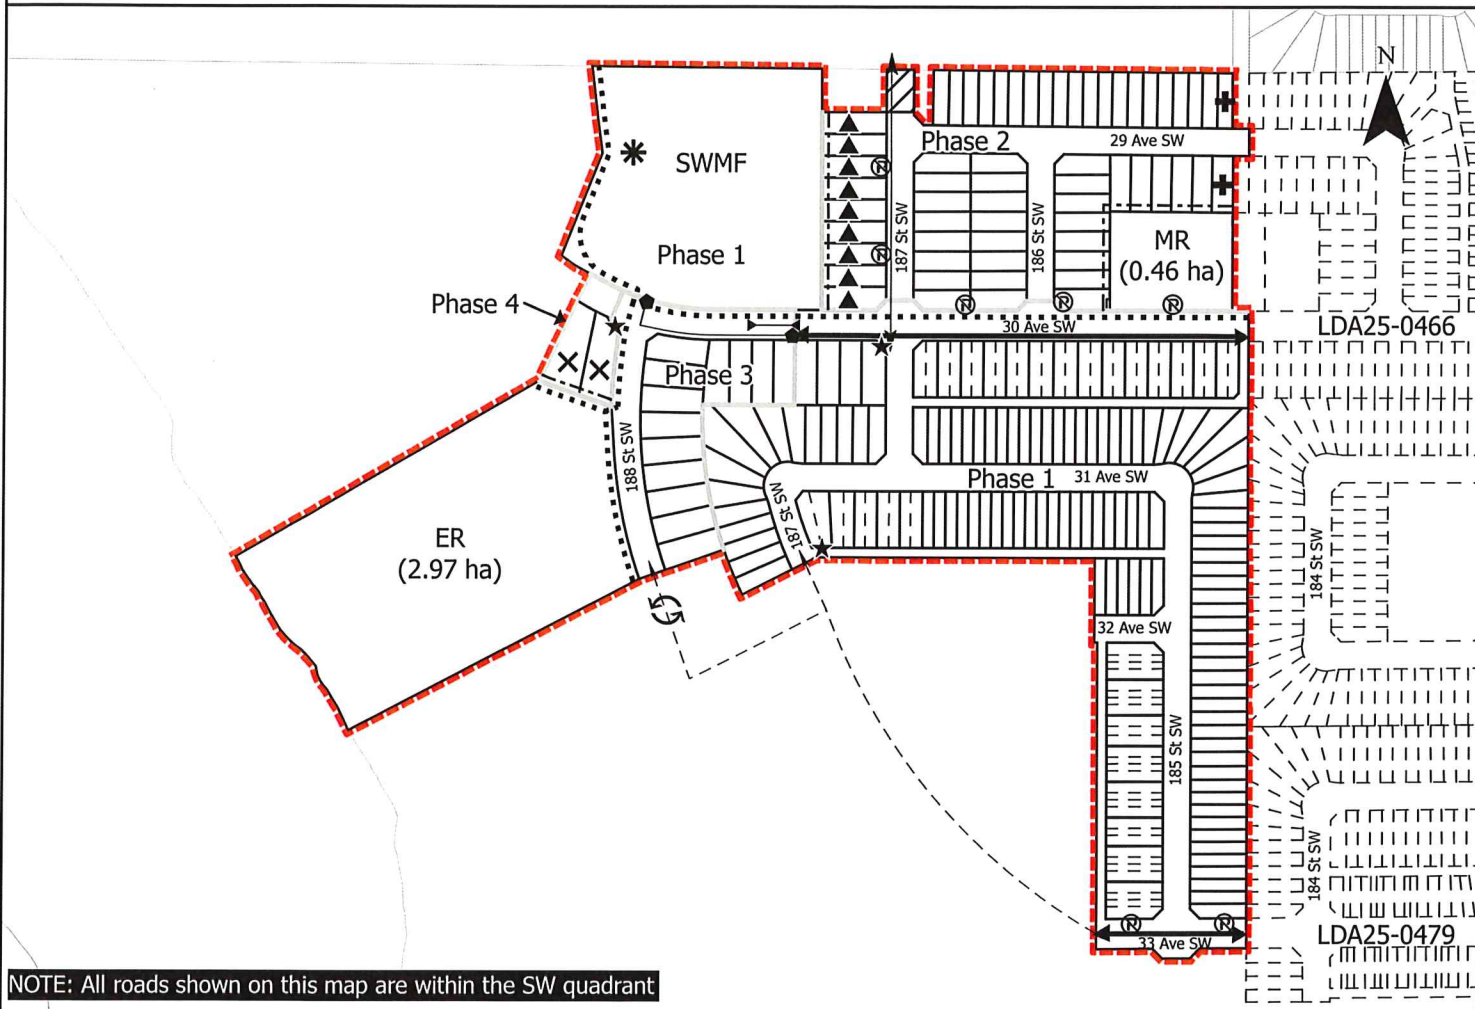 N
Phase 2
29 Ave SW
SWMF
187 St SW
186 St SW
MR
(0.46 ha)
Phase 1
Phase 4
30 Ave SW
LDA25-0466
Phase 3
188 St SW
Phase 1
31 Ave SW
187 St SW
ER
(2.97 ha)
184 St SW
32 Ave SW
185 St SW
184 St SW
33 Ave SW
LDA25-0479
NOTE: All roads shown on this map are within the SW quadrant